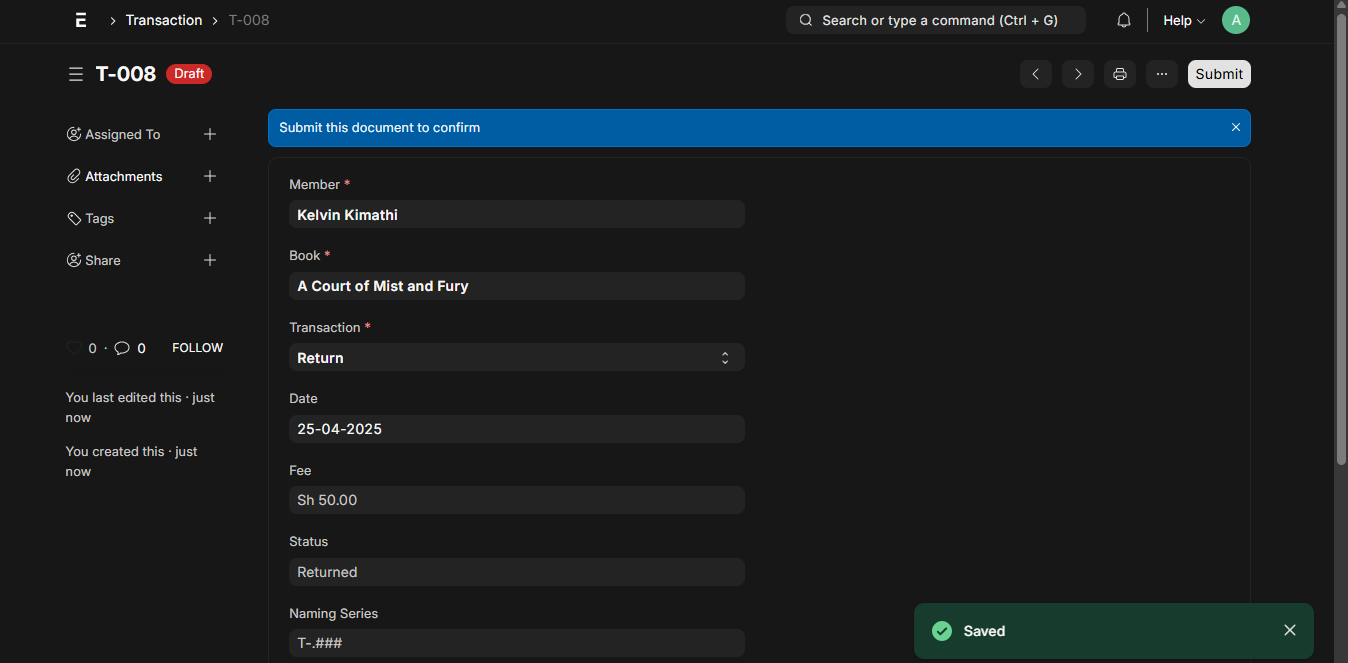 E
Transaction
T-008
Search or type a command (Ctrl + G)
Help
A
T-008
Draft
Submit
Assigned To
Attachments
Tags
Share
0 · 0 FOLLOW
You last edited this · just
now
You created this · just
now
Submit this document to confirm
Member *
Kelvin Kimathi
Book *
A Court of Mist and Fury
Transaction *
Return
Date
25-04-2025
Fee
Sh 50.00
Status
Returned
Naming Series
T-.###
Saved